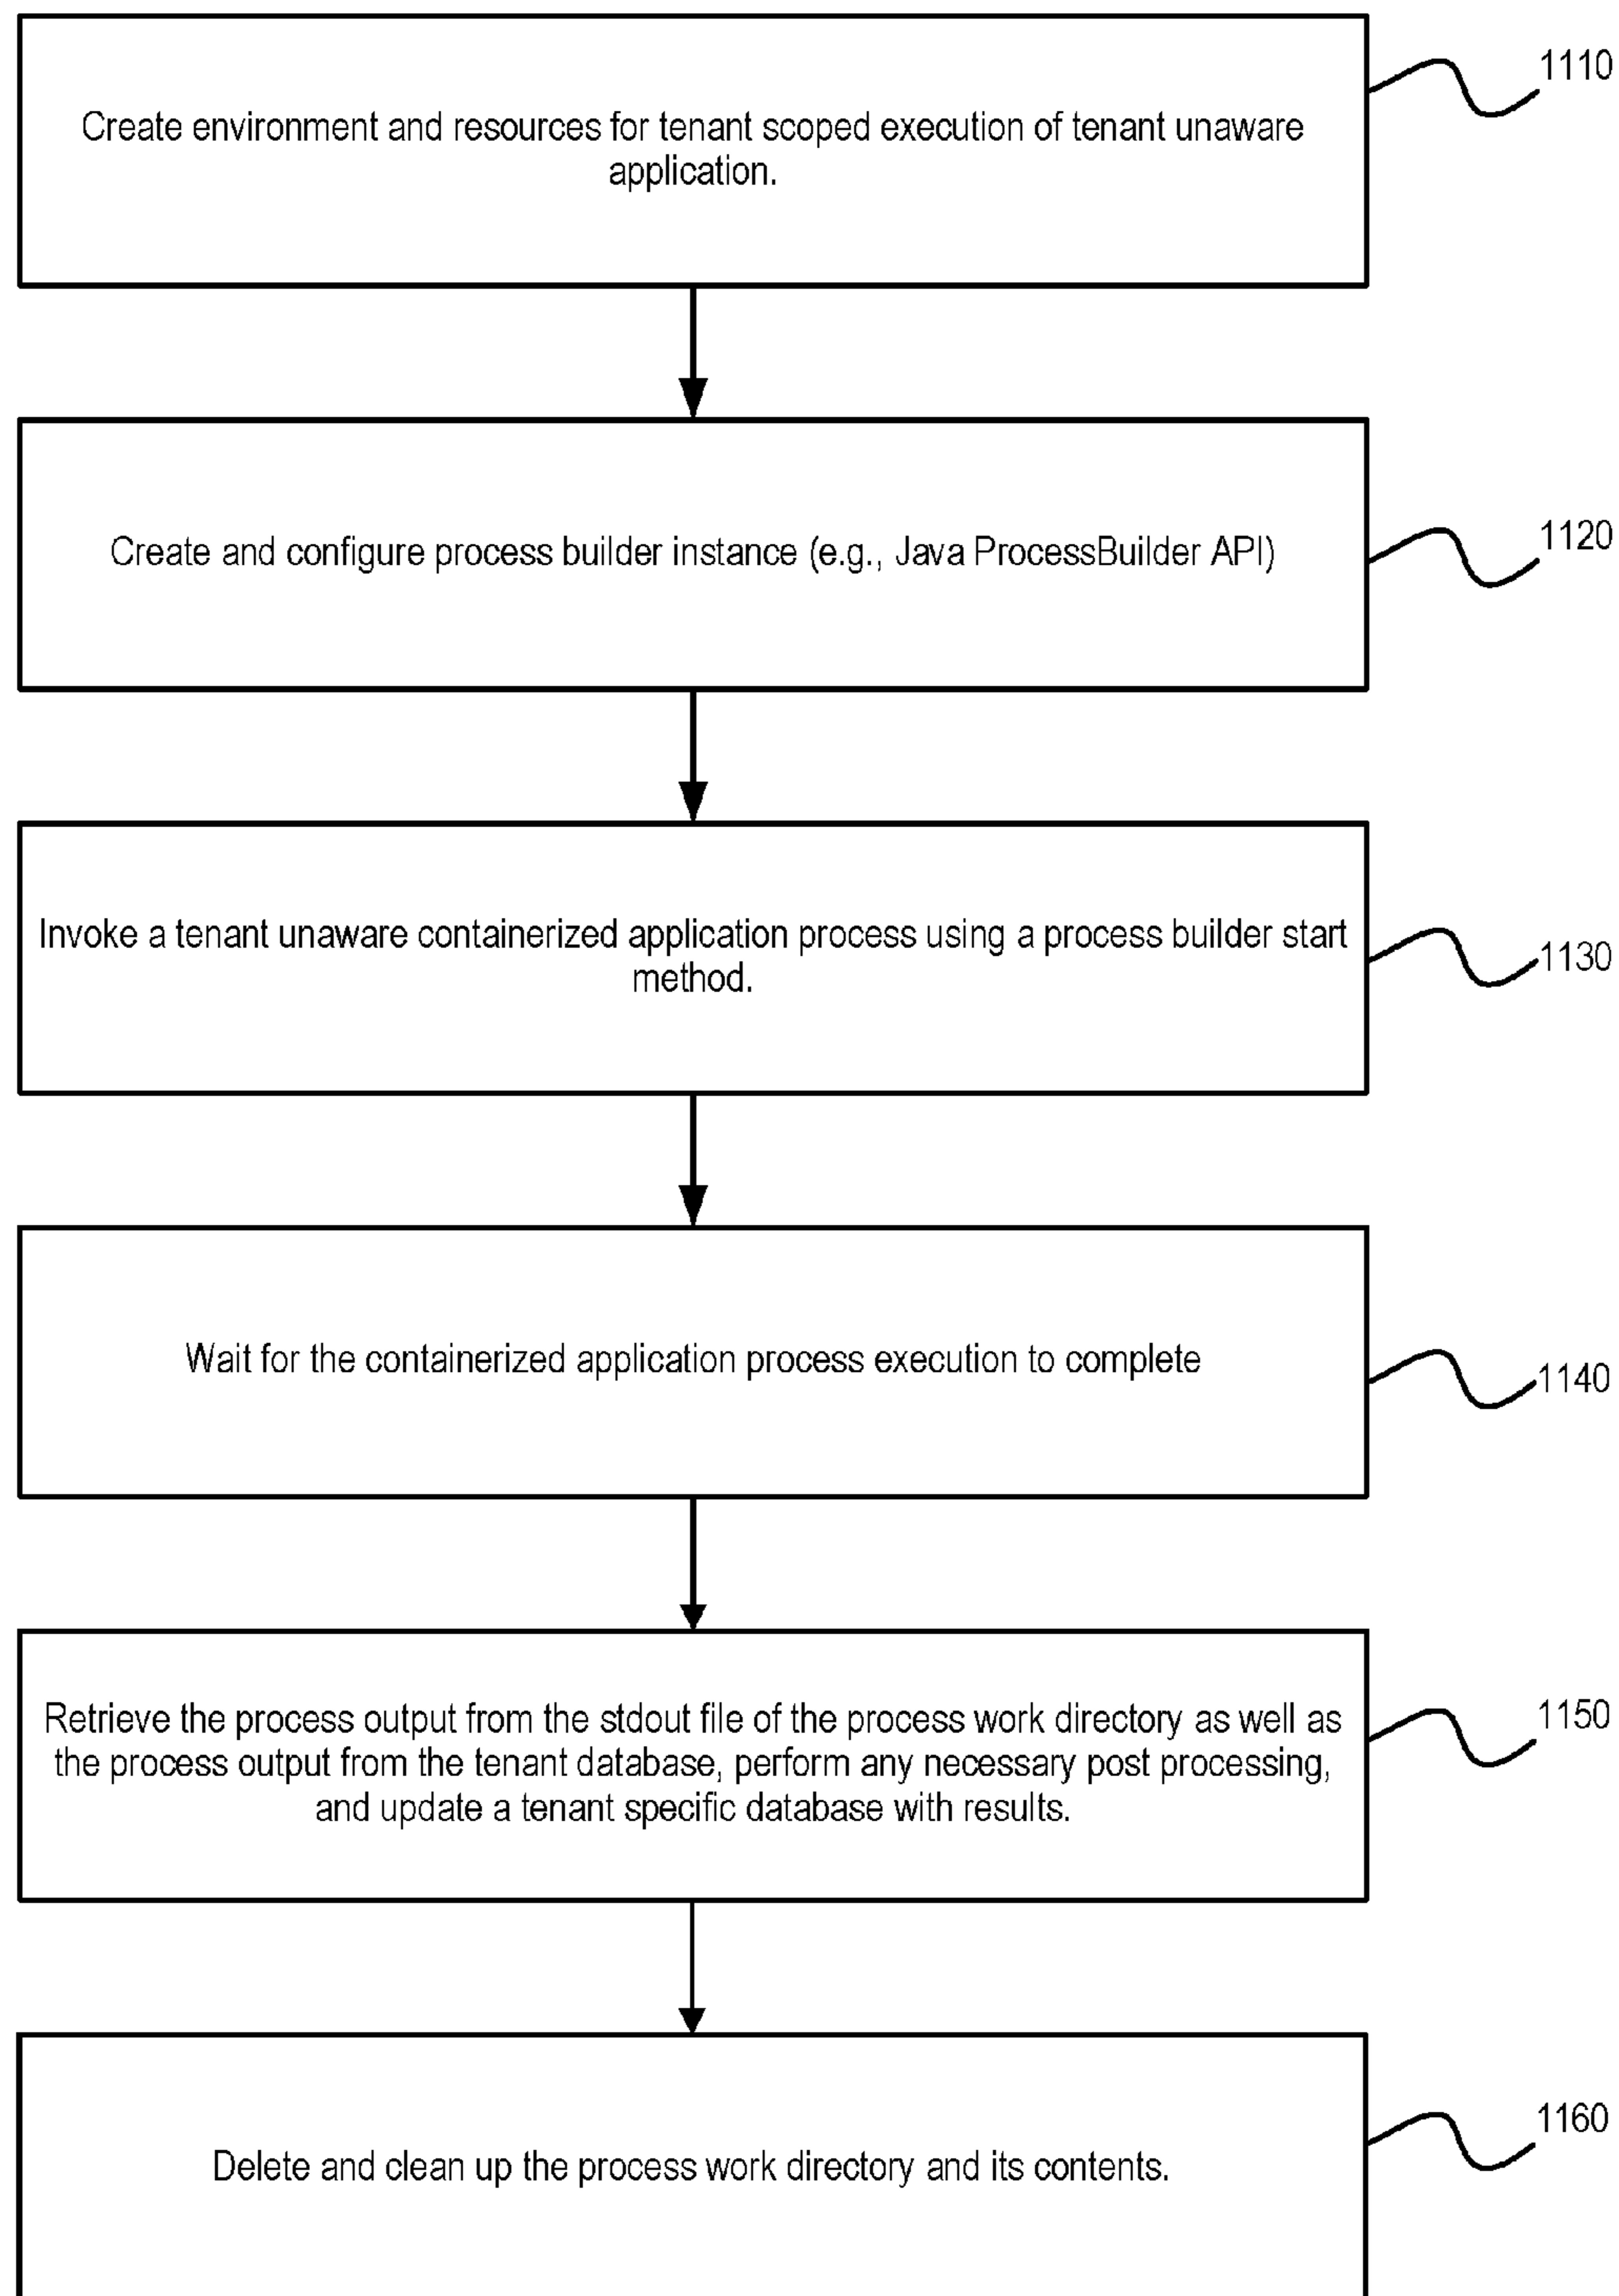 Create environment and resources for tenant scoped execution of tenant unaware
application.
1110
Create and configure process builder instance (e.g., Java ProcessBuilder API)
1120
Invoke a tenant unaware containerized application process using a process builder start
method.
1130
Wait for the containerized application process execution to complete
1140
Retrieve the process output from the stdout file of the process work directory as well as
the process output from the tenant database, perform any necessary post processing,
and update a tenant specific database with results.
1150
Delete and clean up the process work directory and its contents.
1160